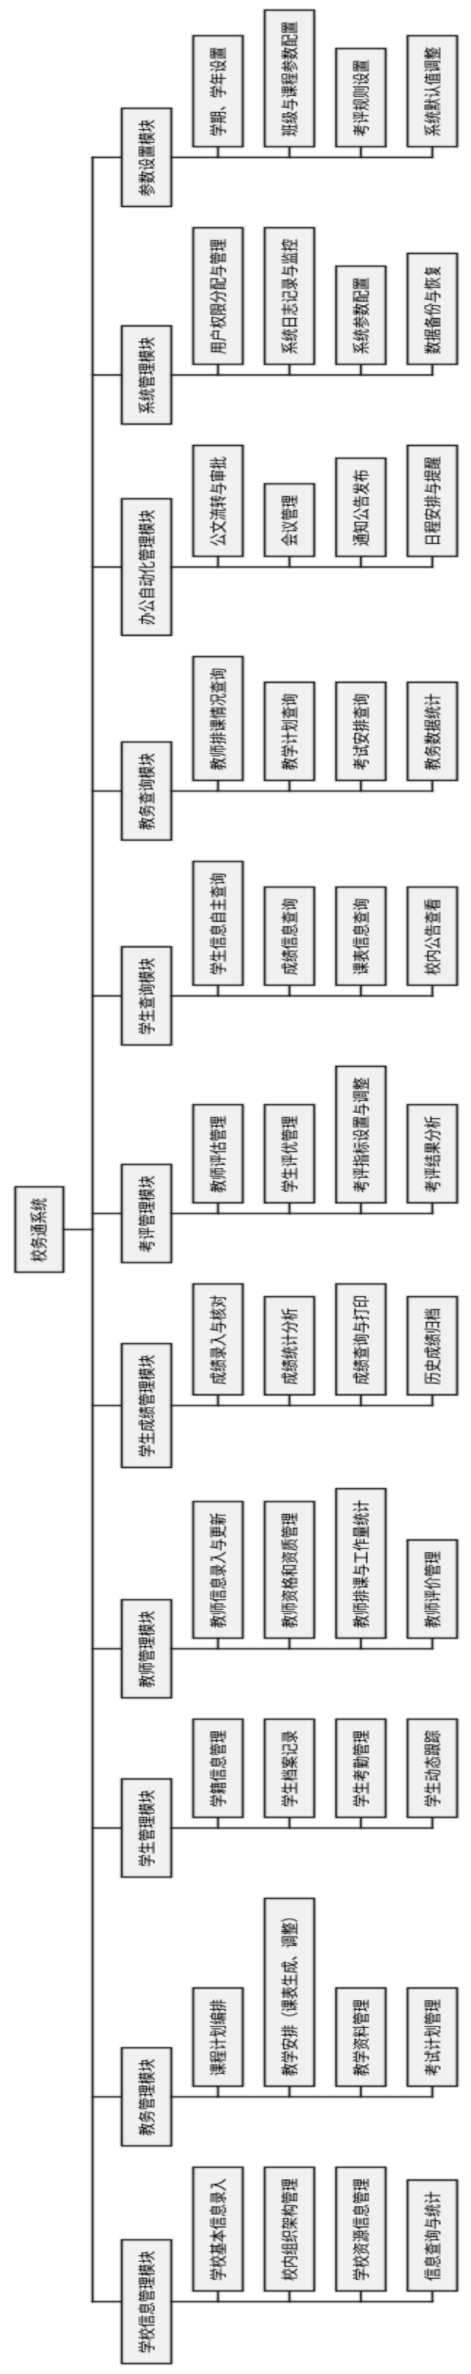 校务通系统
学校信息管理模块
学校基本信息录入
校内组织架构管理
学校资源信息管理
信息查询与统计
教务管理模块
课程计划编排
教学安排（课表生成、调整）
教学资料管理
考试计划管理
学生管理模块
学籍信息管理
学生档案记录
学生考勤管理
学生动态跟踪
教师管理模块
教师信息录入与更新
教师资格和资质管理
教师排课与工作量统计
教师评价管理
学生成绩管理模块
成绩录入与核对
成绩统计分析
成绩查询与打印
历史成绩归档
考评管理模块
教师评估管理
学生评优管理
考评指标设置与调整
考评结果分析
学生查询模块
学生信息自主查询
成绩信息查询
课表信息查询
校内公告查看
教务查询模块
教师排课情况查询
教学计划查询
考试安排查询
教务数据统计
办公自动化管理模块
公文流转与审批
会议管理
通知公告发布
日程安排与提醒
系统管理模块
用户权限分配与管理
系统日志记录与监控
系统参数配置
数据备份与恢复
参数设置模块
学期、学年设置
班级与课程参数配置
考评规则设置
系统默认值调整